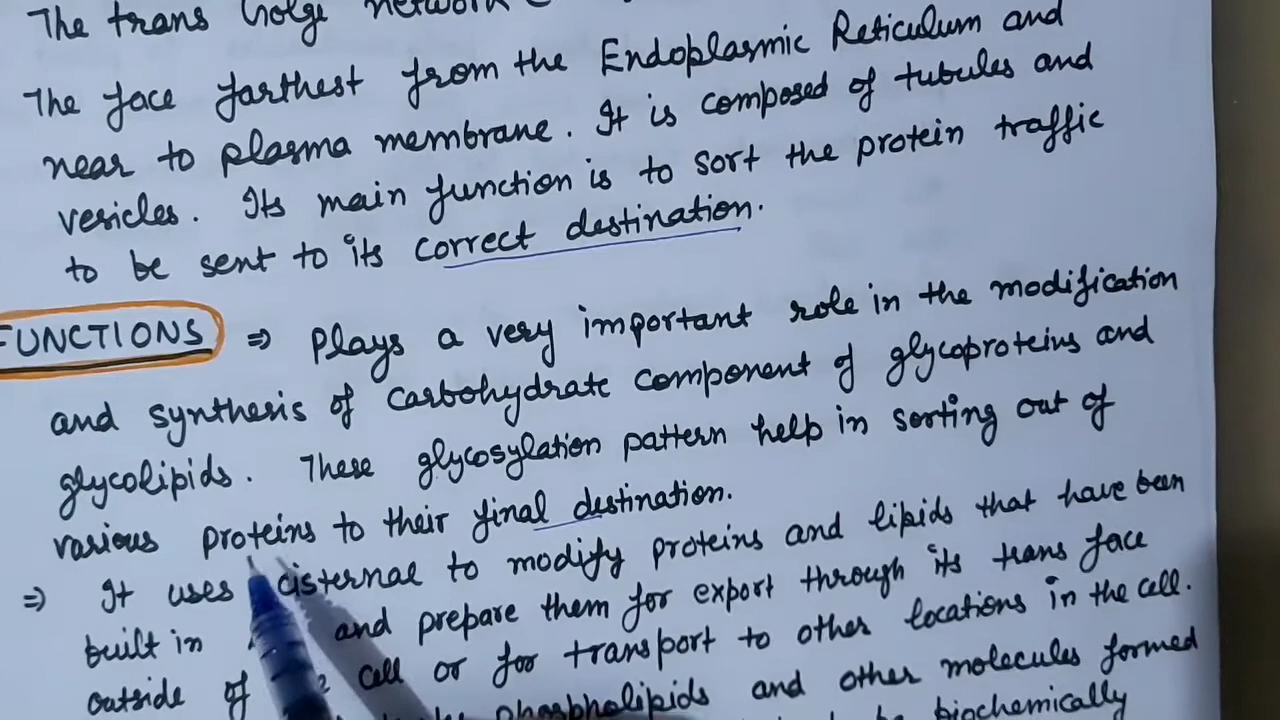 The trans Golgi network
The face farthest from the Endoplasmic Reticulum and
near to plasma membrane. It is composed of tubules and
vesicles. Its main function is to sort the protein traffic
to be sent to its correct destination.
FUNCTIONS ⇒ Plays a very important role in the modification
and synthesis of carbohydrate component of glycoproteins and
glycolipids. These glycosylation pattern help in sorting out of
various proteins to their final destination.
⇒ It uses cisternae to modify proteins and lipids that have been
built in and prepare them for export through its trans face
outside of cell or for transport to other locations in the cell.
phospholipids and other molecules formed
biochemically